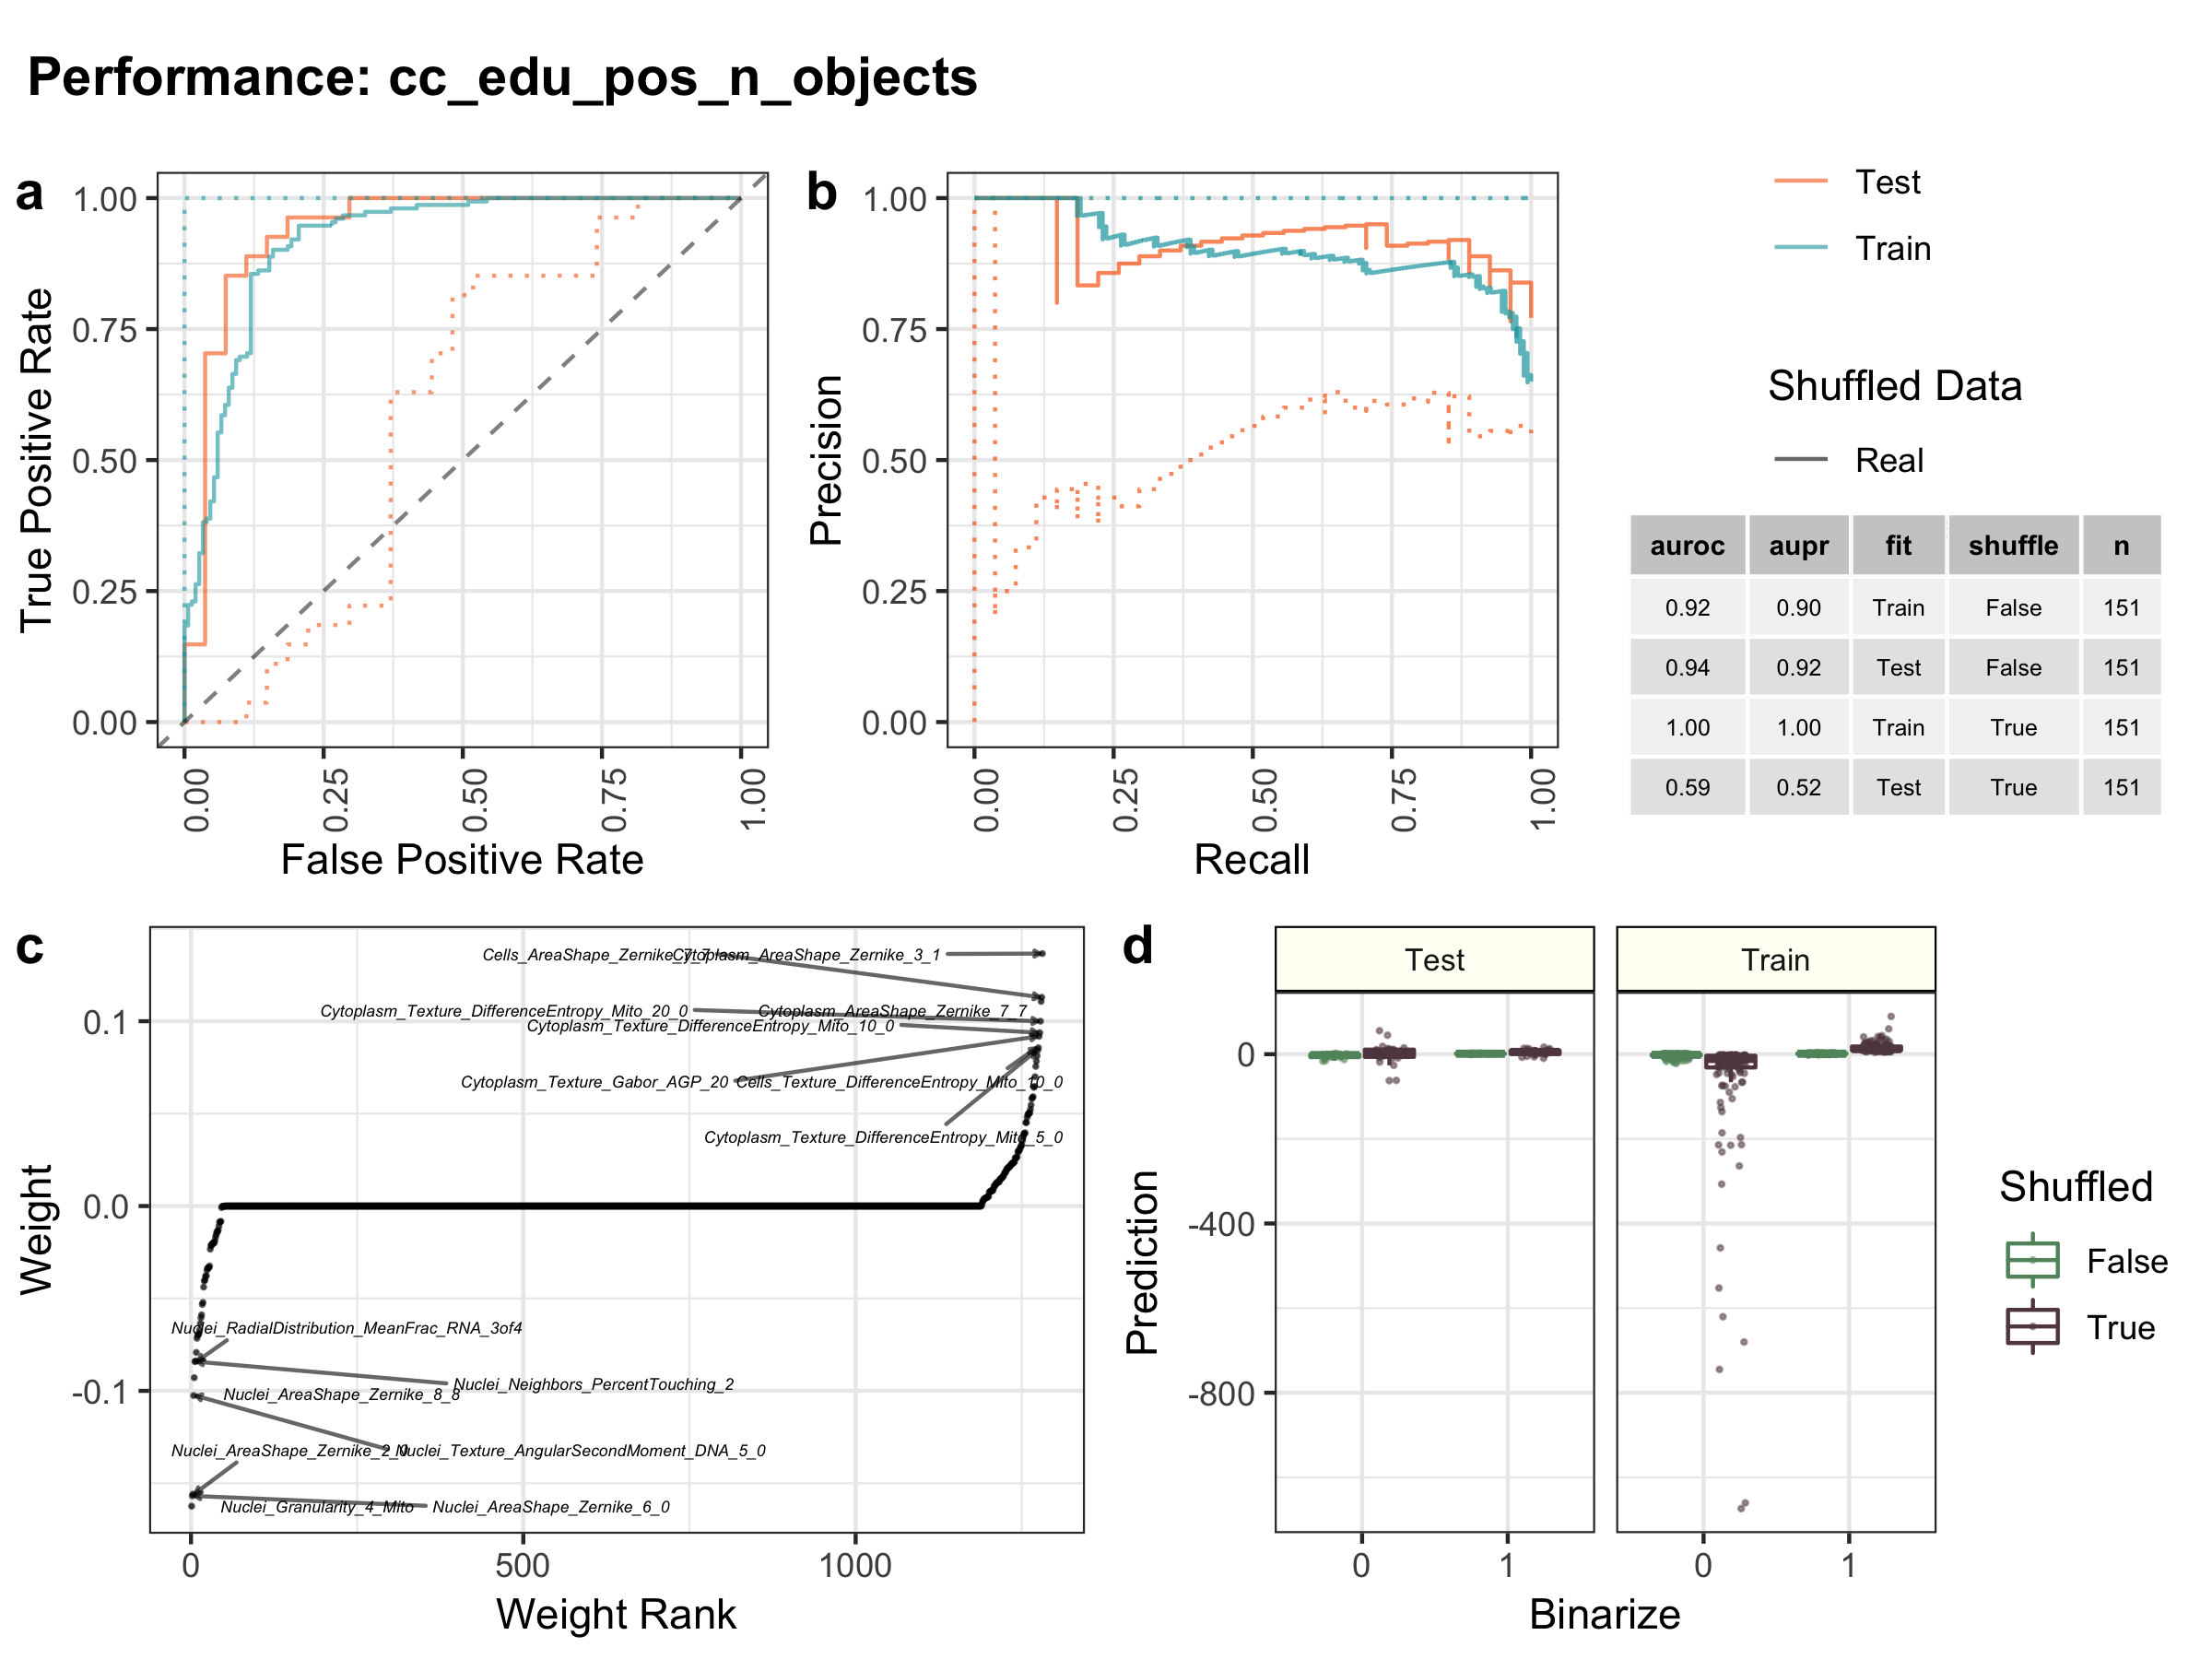 Performance: cc_edu_pos_n_objects
a
True Positive Rate
1.00
0.75
0.50
0.25
0.00
0.00
0.25
0.50
0.75
1.00
False Positive Rate
b
Precision
1.00
0.75
0.50
0.25
0.00
0.00
0.25
0.50
0.75
1.00
Recall
Test
Train
Shuffled Data
Real
auroc aupr fit shuffle n
0.92 0.90 Train False 151
0.94 0.92 Test False 151
1.00 1.00 Train True 151
0.59 0.52 Test True 151
c
Weight
0.1
0.0
-0.1
Cells_AreaShape_Zernike_7_7
Cytoplasm_AreaShape_Zernike_3_1
Cytoplasm_Texture_DifferenceEntropy_Mito_20_0
Cytoplasm_AreaShape_Zernike_7_7
Cytoplasm_Texture_DifferenceEntropy_Mito_10_0
Cytoplasm_Texture_Gabor_AGP_20
Cells_Texture_DifferenceEntropy_Mito_10_0
Cytoplasm_Texture_DifferenceEntropy_Mito_5_0
Nuclei_RadialDistribution_MeanFrac_RNA_3of4
Nuclei_Neighbors_PercentTouching_2
Nuclei_AreaShape_Zernike_8_8
Nuclei_AreaShape_Zernike_2_0
Nuclei_Texture_AngularSecondMoment_DNA_5_0
Nuclei_Granularity_4_Mito
Nuclei_AreaShape_Zernike_6_0
0
500
1000
Weight Rank
d
Test
Train
Prediction
0
-400
-800
0
1
0
1
Binarize
Shuffled
False
True